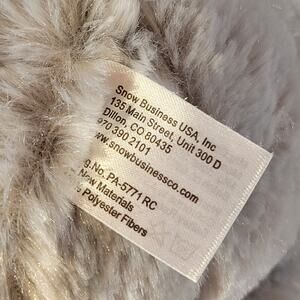 Snow Business USA, Inc
135 Main Street, Unit 300 D
Dillon, CO.80435
970 390 2101
www.snowbusinessco.com
g.No. PA-5771 RC
New Materials
Polyester Fibers